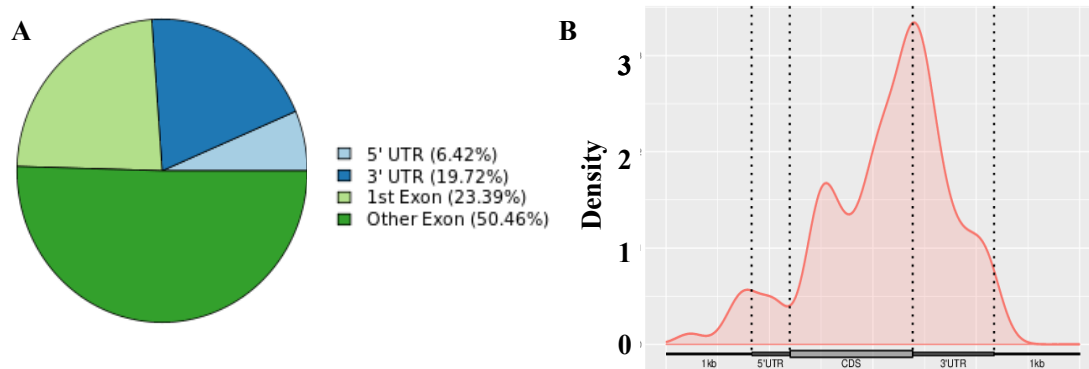 A
5' UTR (6.42%)
3' UTR (19.72%)
1st Exon (23.39%)
Other Exon (50.46%)
B
Density
3
2
1
0
1kb 5'UTR CDS 3'UTR 1kb